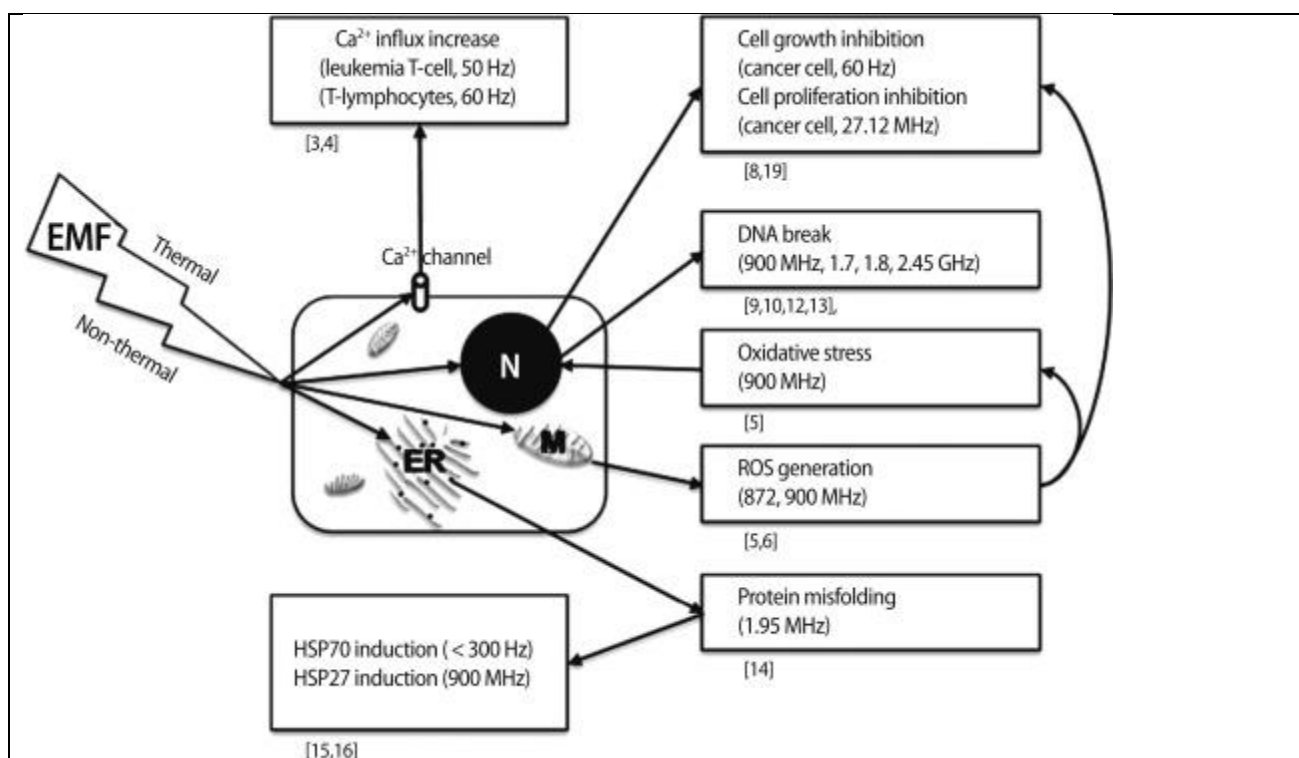 Ca²⁺ influx increase
(leukemia T-cell, 50 Hz)
(T-lymphocytes, 60 Hz)
[3,4]
Cell growth inhibition
(cancer cell, 60 Hz)
Cell proliferation inhibition
(cancer cell, 27.12 MHz)
[8,19]
EMF
Thermal
Non-thermal
Ca²⁺ channel
DNA break
(900 MHz, 1.7, 1.8, 2.45 GHz)
[9,10,12,13],
N
Oxidative stress
(900 MHz)
[5]
M
ER
ROS generation
(872, 900 MHz)
[5,6]
Protein misfolding
(1.95 MHz)
[14]
HSP70 induction (< 300 Hz)
HSP27 induction (900 MHz)
[15,16]